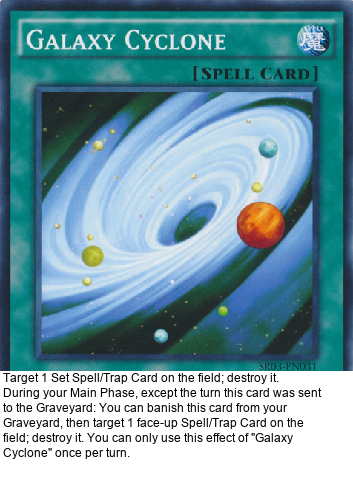 GALAXY CYCLONE
SPELL
[SPELL CARD]
SR03-EN031
Target 1 Set Spell/Trap Card on the field; destroy it.
During your Main Phase, except the turn this card was sent
to the Graveyard: You can banish this card from your
Graveyard, then target 1 face-up Spell/Trap Card on the
field; destroy it. You can only use this effect of "Galaxy
Cyclone" once per turn.